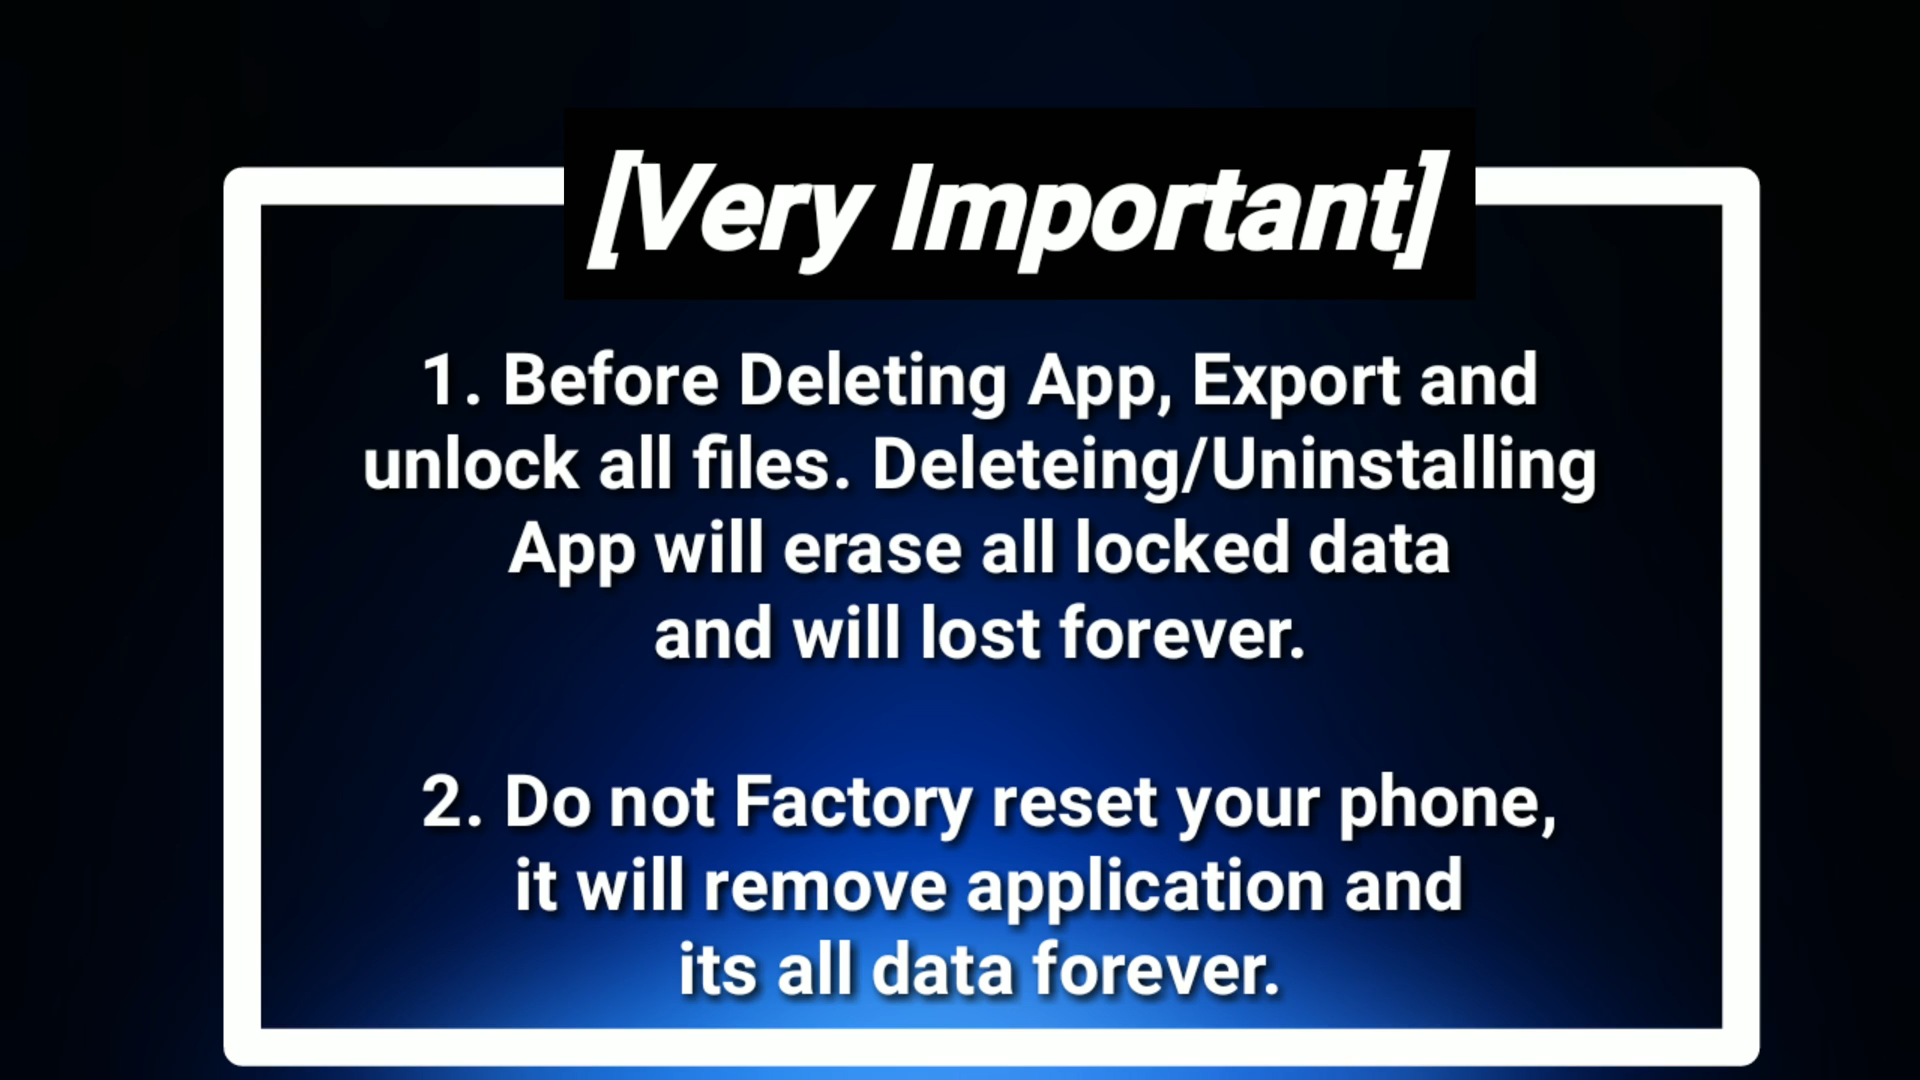 [Very Important]
1. Before Deleting App, Export and
unlock all files. Deleteing/Uninstalling
App will erase all locked data
and will lost forever.
2. Do not Factory reset your phone,
it will remove application and
its all data forever.